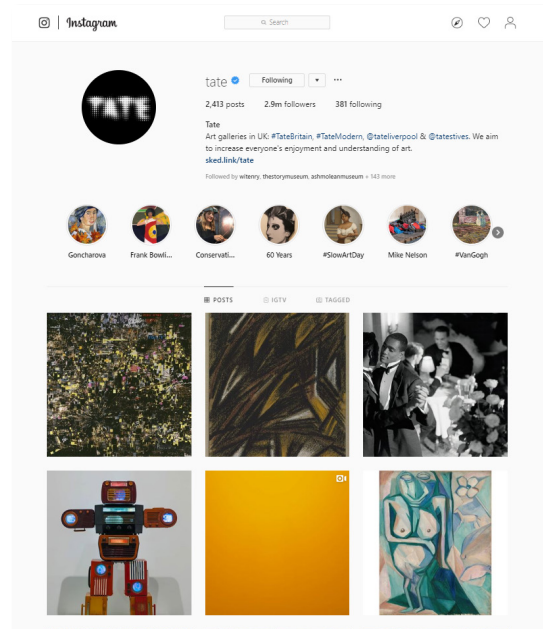 Instagram
Search
TATE
tate Following
2,413 posts 2.9m followers 381 following
Tate
Art galleries in UK: #TateBritain, #TateModern, @tateliverpool & @tatestives. We aim
to increase everyone's enjoyment and understanding of art.
sked.link/tate
Followed by witenry, thestorymuseum, ashmoleanmuseum + 143 more
Goncharova Frank Bowli... Conservati... 60 Years #SlowArtDay Mike Nelson #VanGogh
POSTS IGTV TAGGED